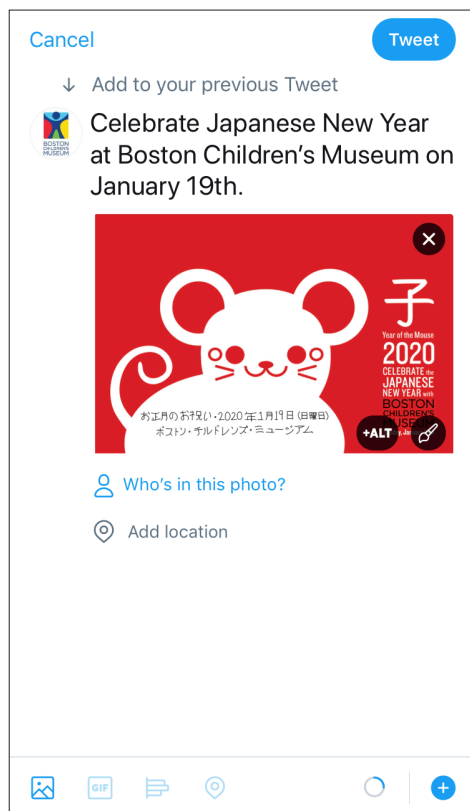 Cancel
Tweet
Add to your previous Tweet
BOSTON
CHILDREN'S
MUSEUM
Celebrate Japanese New Year
at Boston Children's Museum on
January 19th.
子
Year of the Mouse
2020
CELEBRATE the
JAPANESE
NEW YEAR with
BOSTON
CHILDREN'S
MUSEUM
お正月のお祝い・2020年1月19日(日曜日)
ボストン・チルドレンズ・ミュージアム
+ALT
Who's in this photo?
Add location
GIF